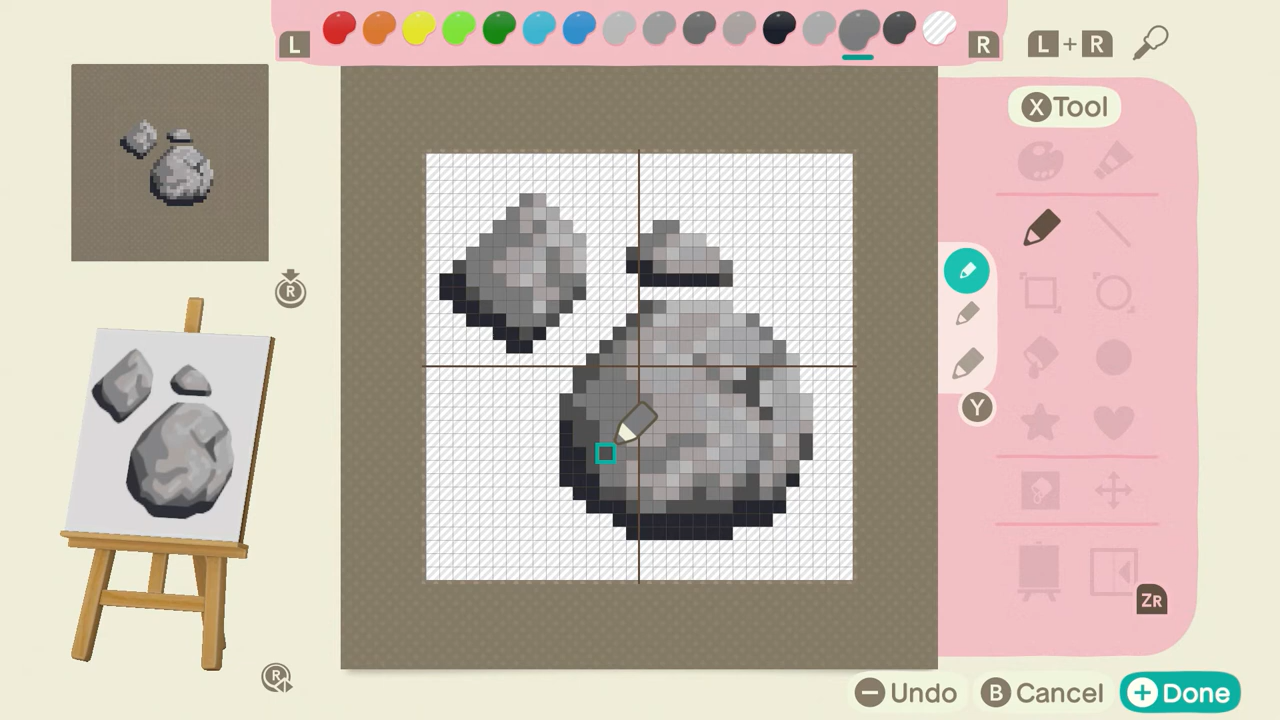 L
R
L + R
X Tool
R
Y
ZR
R
− Undo
B Cancel
+ Done